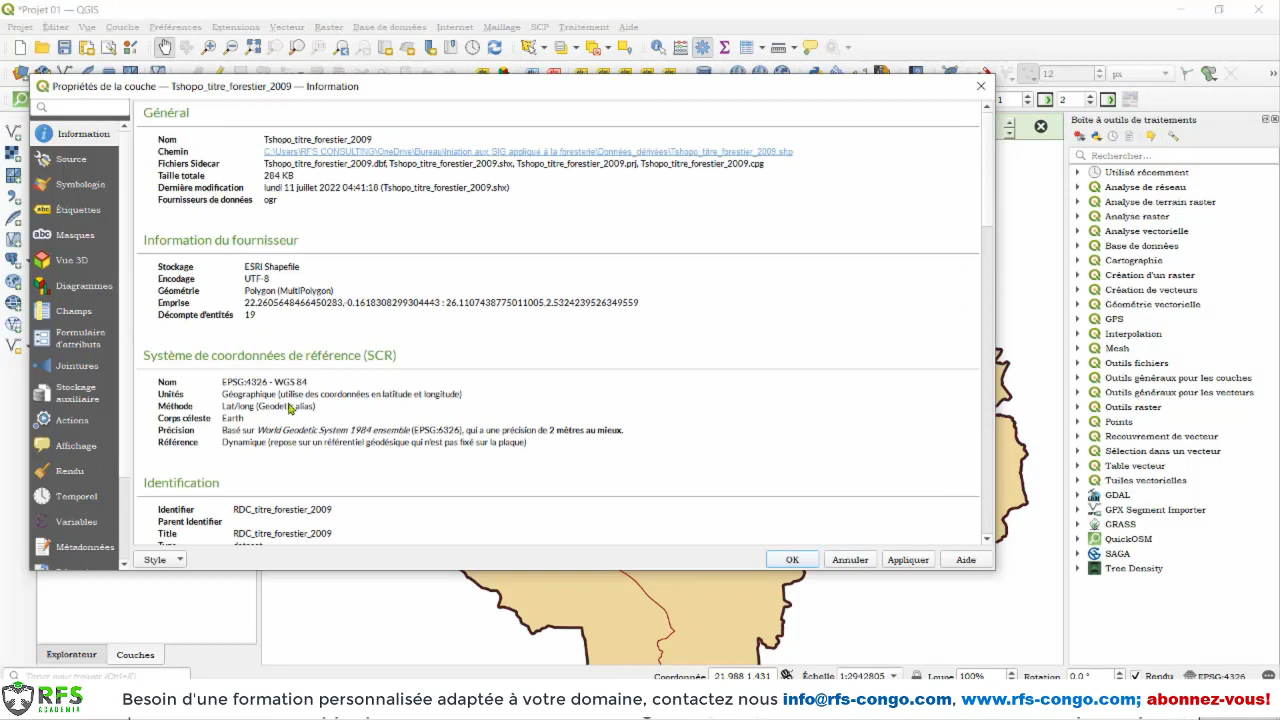 *Projet 01 — QGIS
Projet Éditer Vue Couche Préférences Extensions Vecteur Raster Base de données Internet Maillage SCP Traitement Aide
12 px
1 2
Propriétés de la couche — Tshopo_titre_forestier_2009 — Information
Information
Source
Symbologie
Étiquettes
Masques
Vue 3D
Diagrammes
Champs
Formulaire
d'attributs
Jointures
Stockage
auxiliaire
Actions
Affichage
Rendu
Temporel
Variables
Métadonnées
Général
Nom Tshopo_titre_forestier_2009
Chemin C:\Users\RFS CONSULTING\OneDrive\Bureau\Iniation aux SIG appliqué à la foresterie\Données_dérivées\Tshopo_titre_forestier_2009.shp
Fichiers Sidecar Tshopo_titre_forestier_2009.dbf, Tshopo_titre_forestier_2009.shx, Tshopo_titre_forestier_2009.prj, Tshopo_titre_forestier_2009.cpg
Taille totale 284 KB
Dernière modification lundi 11 juillet 2022 04:41:18 (Tshopo_titre_forestier_2009.shx)
Fournisseurs de données ogr
Information du fournisseur
Stockage ESRI Shapefile
Encodage UTF-8
Géométrie Polygon (MultiPolygon)
Emprise 22.2605648466450283,-0.1618308299304443 : 26.1107438775011005,2.5324239526349559
Décompte d'entités 19
Système de coordonnées de référence (SCR)
Nom EPSG:4326 - WGS 84
Unités Géographique (utilise des coordonnées en latitude et longitude)
Méthode Lat/long (Geodetic alias)
Corps céleste Earth
Précision Basé sur World Geodetic System 1984 ensemble (EPSG:6326), qui a une précision de 2 mètres au mieux.
Référence Dynamique (repose sur un référentiel géodésique qui n'est pas fixé sur la plaque)
Identification
Identifier RDC_titre_forestier_2009
Parent Identifier
Title RDC_titre_forestier_2009
Style OK Annuler Appliquer Aide
Boîte à outils de traitements
Rechercher...
Utilisé récemment
Analyse de réseau
Analyse de terrain raster
Analyse raster
Analyse vectorielle
Base de données
Cartographie
Création d'un raster
Création de vecteurs
Géométrie vectorielle
GPS
Interpolation
Mesh
Outils fichiers
Outils généraux pour les couches
Outils généraux pour les vecteurs
Outils raster
Points
Recouvrement de vecteur
Sélection dans un vecteur
Table vecteur
Tuiles vectorielles
GDAL
GPX Segment Importer
GRASS
QuickOSM
SAGA
Tree Density
Explorateur Couches
Coordonnée 21.988 1.431 Échelle 1:2942805 Loupe 100% Rotation 0.0 ° Rendu EPSG:4326
RFS
ACADEMIA
Besoin d'une formation personnalisée adaptée à votre domaine, contactez nous info@rfs-congo.com, www.rfs-congo.com; abonnez-vous!